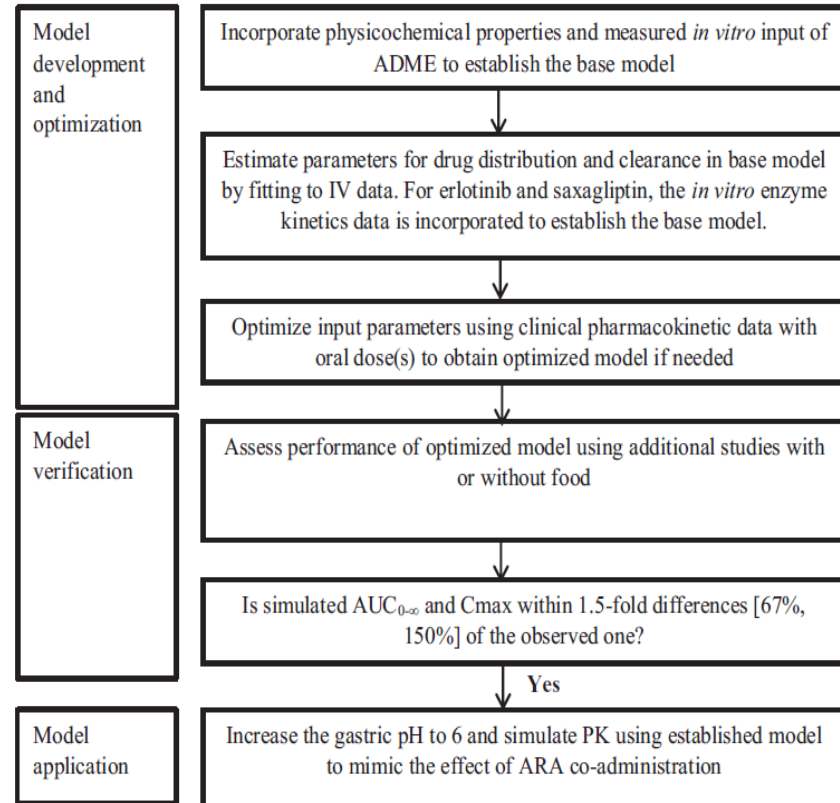 Model
development
and
optimization
Incorporate physicochemical properties and measured in vitro input of
ADME to establish the base model
Estimate parameters for drug distribution and clearance in base model
by fitting to IV data. For erlotinib and saxagliptin, the in vitro enzyme
kinetics data is incorporated to establish the base model.
Optimize input parameters using clinical pharmacokinetic data with
oral dose(s) to obtain optimized model if needed
Model
verification
Assess performance of optimized model using additional studies with
or without food
Is simulated AUC0-∞ and Cmax within 1.5-fold differences [67%,
150%] of the observed one?
Yes
Model
application
Increase the gastric pH to 6 and simulate PK using established model
to mimic the effect of ARA co-administration